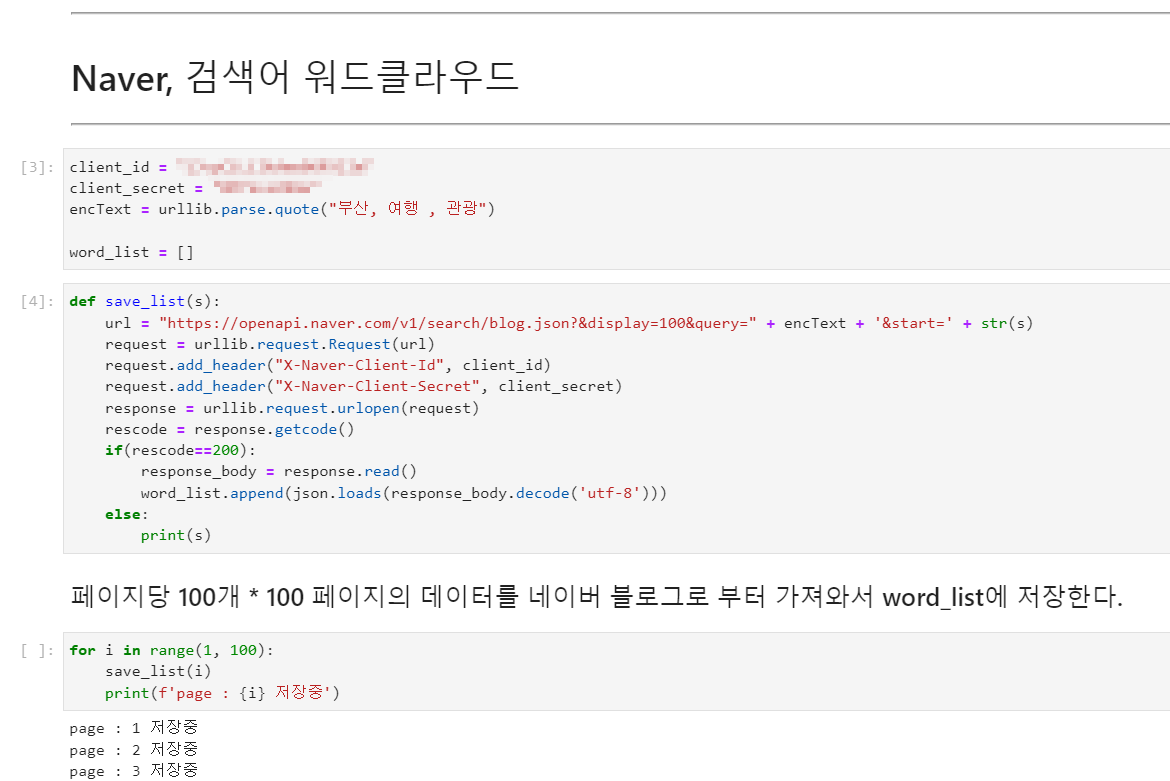 Naver, 검색어 워드클라우드
[3]: client_id =
client_secret =
encText = urllib.parse.quote("부산, 여행 , 관광")
word_list = []
[4]: def save_list(s):
url = "https://openapi.naver.com/v1/search/blog.json?&display=100&query=" + encText + '&start=' + str(s)
request = urllib.request.Request(url)
request.add_header("X-Naver-Client-Id", client_id)
request.add_header("X-Naver-Client-Secret", client_secret)
response = urllib.request.urlopen(request)
rescode = response.getcode()
if(rescode==200):
response_body = response.read()
word_list.append(json.loads(response_body.decode('utf-8')))
else:
print(s)
페이지당 100개 * 100 페이지의 데이터를 네이버 블로그로 부터 가져와서 word_list에 저장한다.
[ ]: for i in range(1, 100):
save_list(i)
print(f'page : {i} 저장중')
page : 1 저장중
page : 2 저장중
page : 3 저장중